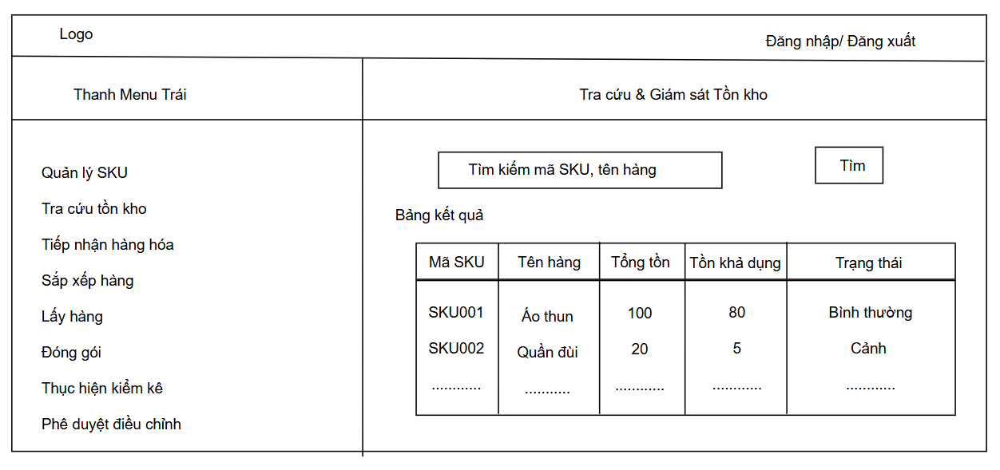 Logo
Đăng nhập/ Đăng xuất
Thanh Menu Trái
Tra cứu & Giám sát Tồn kho
Quản lý SKU
Tra cứu tồn kho
Tiếp nhận hàng hóa
Sắp xếp hàng
Lấy hàng
Đóng gói
Thực hiện kiểm kê
Phê duyệt điều chỉnh
Tìm kiếm mã SKU, tên hàng
Tìm
Bảng kết quả
Mã SKU Tên hàng Tổng tồn Tồn khả dụng Trạng thái
SKU001 Áo thun 100 80 Bình thường
SKU002 Quần đùi 20 5 Cảnh
............ ........... ............ ............ ............